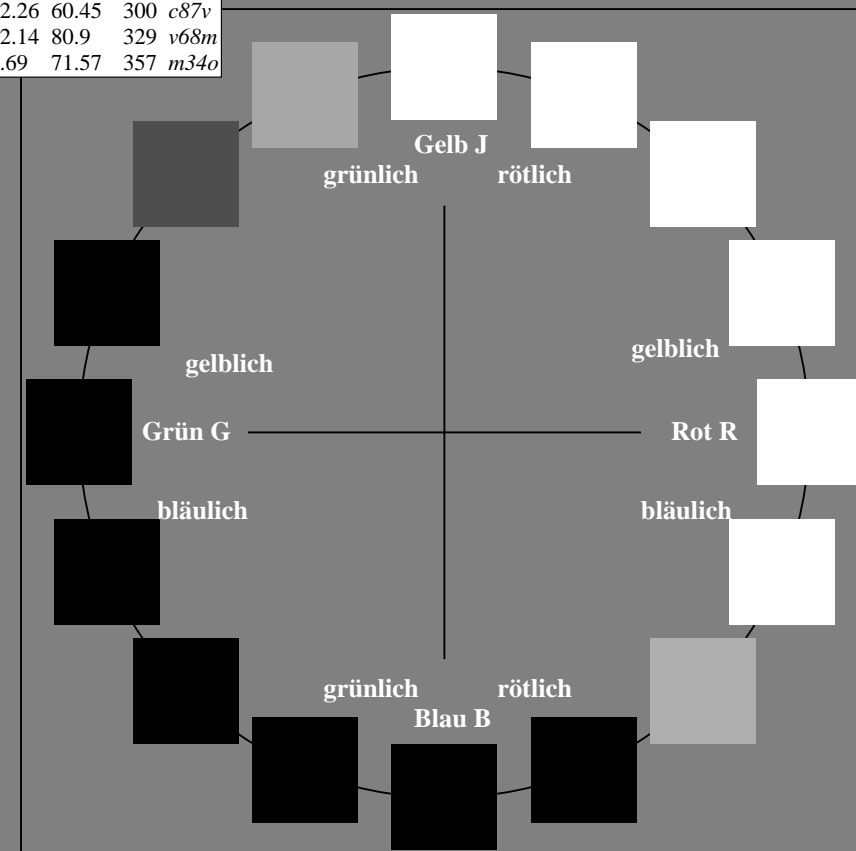 2.26 60.45 300 c87v
2.14 80.9 329 v68m
.69 71.57 357 m34o
Gelb J
grünlich rötlich
gelblich
gelblich
Grün G
Rot R
bläulich
bläulich
grünlich rötlich
Blau B